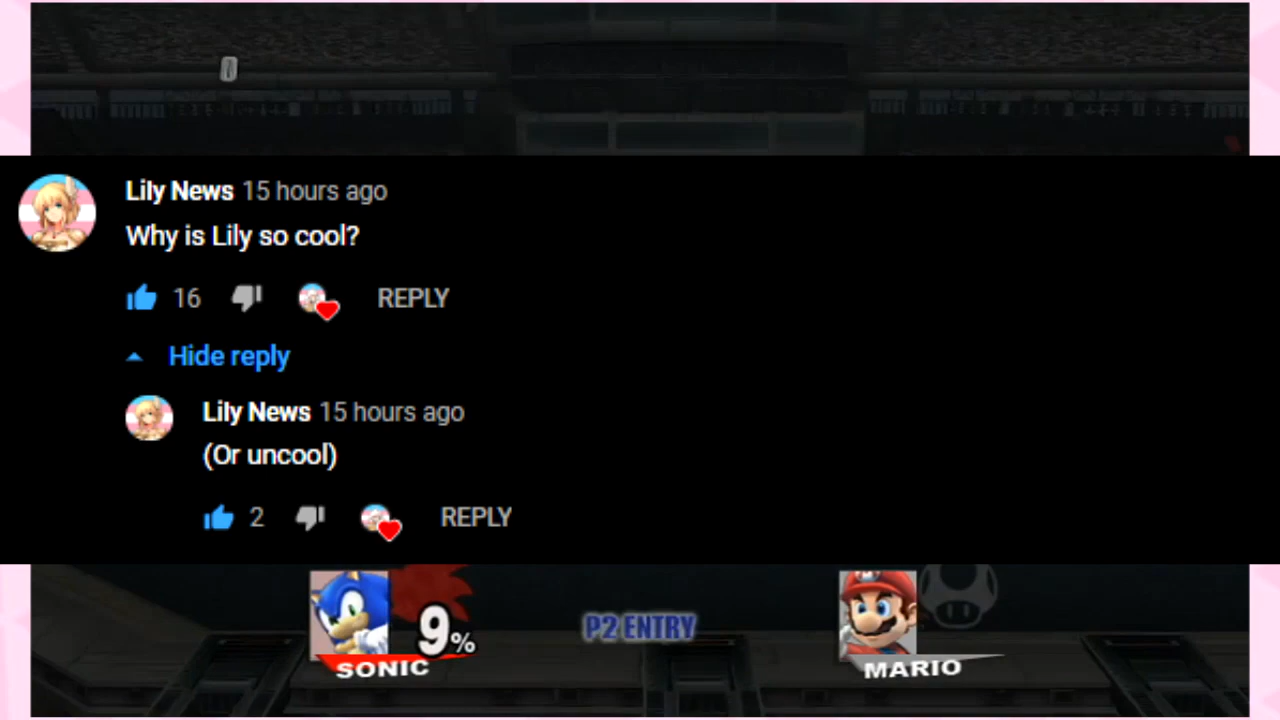 Lily News 15 hours ago
Why is Lily so cool?
16 REPLY
Hide reply
Lily News 15 hours ago
(Or uncool)
2 REPLY
9%
P2 ENTRY
SONIC
MARIO